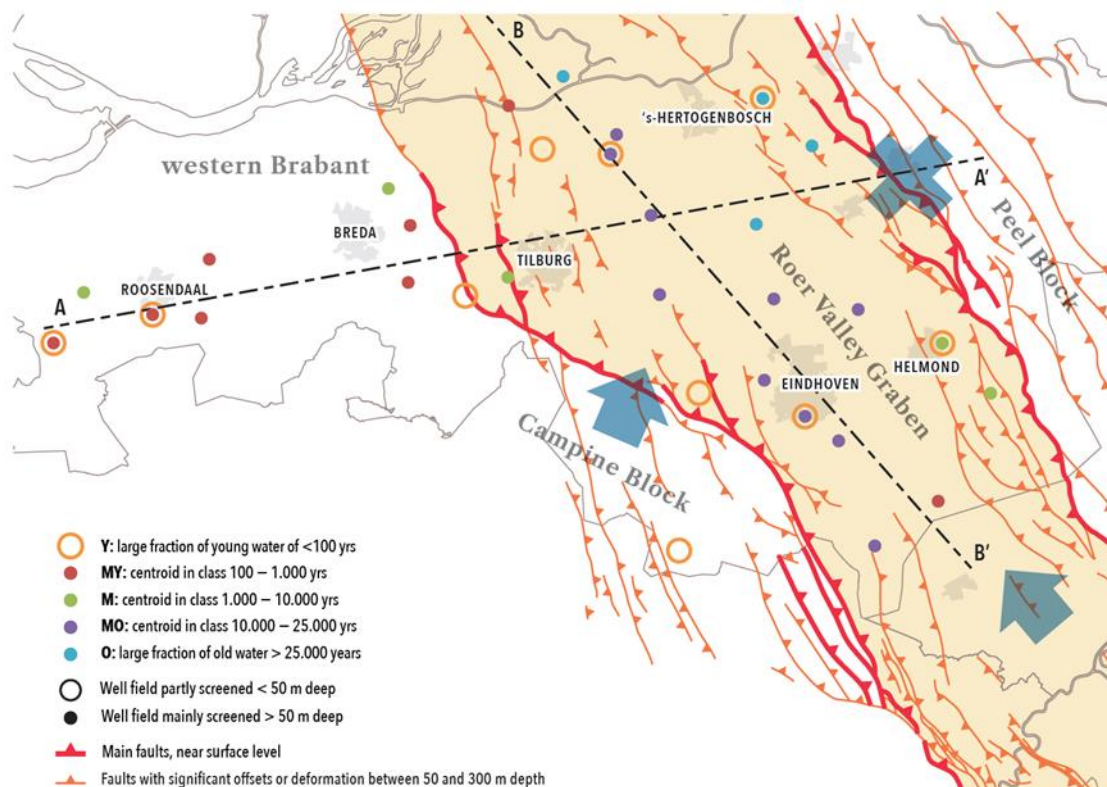 B
's-HERTOGENBOSCH
western Brabant
A'
BREDA
Peel Block
TILBURG
ROOSENDAAL
A
Roer Valley Graben
HELMOND
EINDHOVEN
Campine Block
B'
Y: large fraction of young water of <100 yrs
MY: centroid in class 100 – 1.000 yrs
M: centroid in class 1.000 – 10.000 yrs
MO: centroid in class 10.000 – 25.000 yrs
O: large fraction of old water > 25.000 years
Well field partly screened < 50 m deep
Well field mainly screened > 50 m deep
Main faults, near surface level
Faults with significant offsets or deformation between 50 and 300 m depth